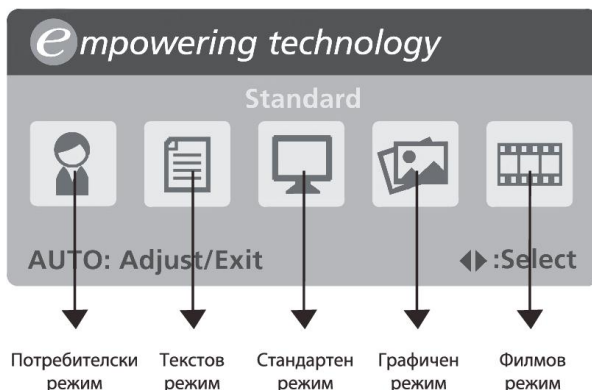 empowering technology
Standard
AUTO: Adjust/Exit ◀▶:Select
Потребителски режим
Текстов режим
Стандартен режим
Графичен режим
Филмов режим